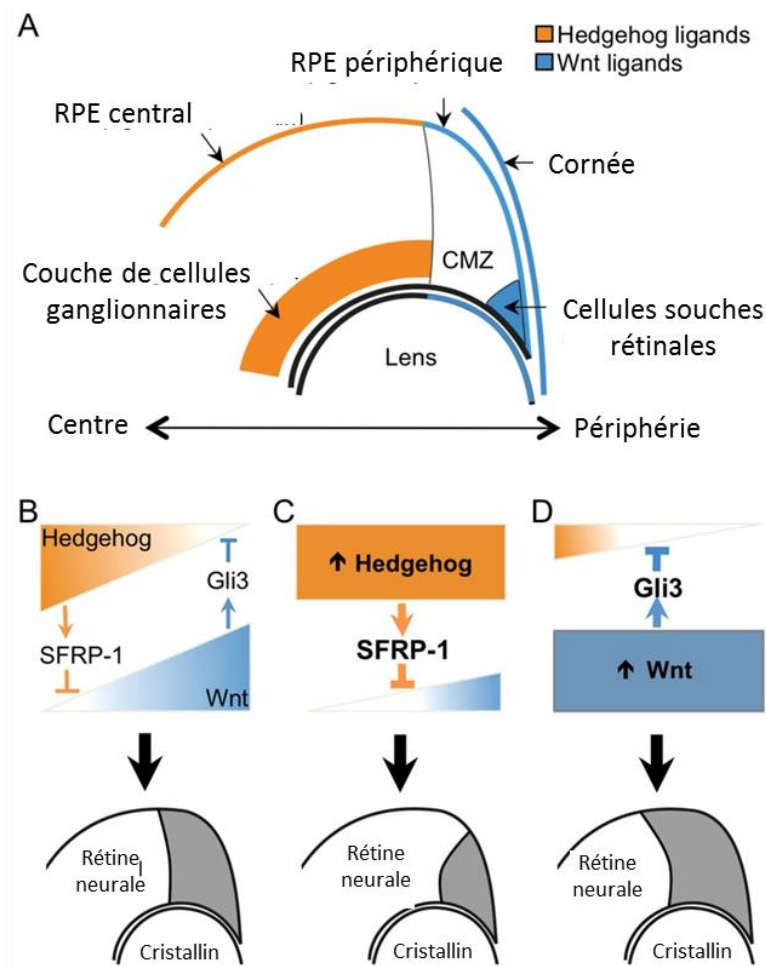 A
Hedgehog ligands
Wnt ligands
RPE périphérique
RPE central
Cornée
Couche de cellules
ganglionnaires
CMZ
Cellules souches
rétinales
Lens
Centre
Périphérie
B
Hedgehog
Gli3
SFRP-1
Wnt
C
↑ Hedgehog
SFRP-1
D
Gli3
↑ Wnt
Rétine
neurale
Cristallin
Rétine
neurale
Cristallin
Rétine
neurale
Cristallin